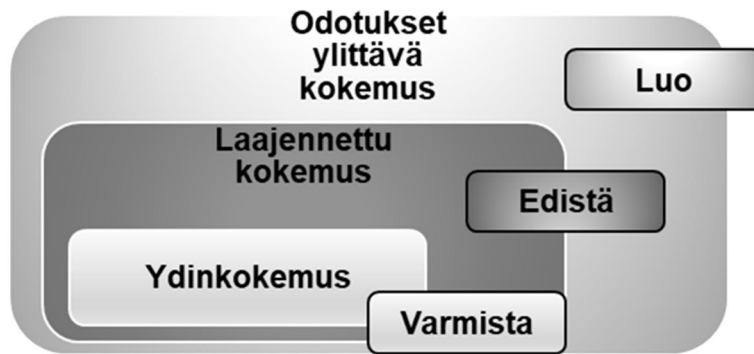 Odotukset
ylittävä
kokemus
Luo
Laajennettu
kokemus
Edistä
Ydinkokemus
Varmista